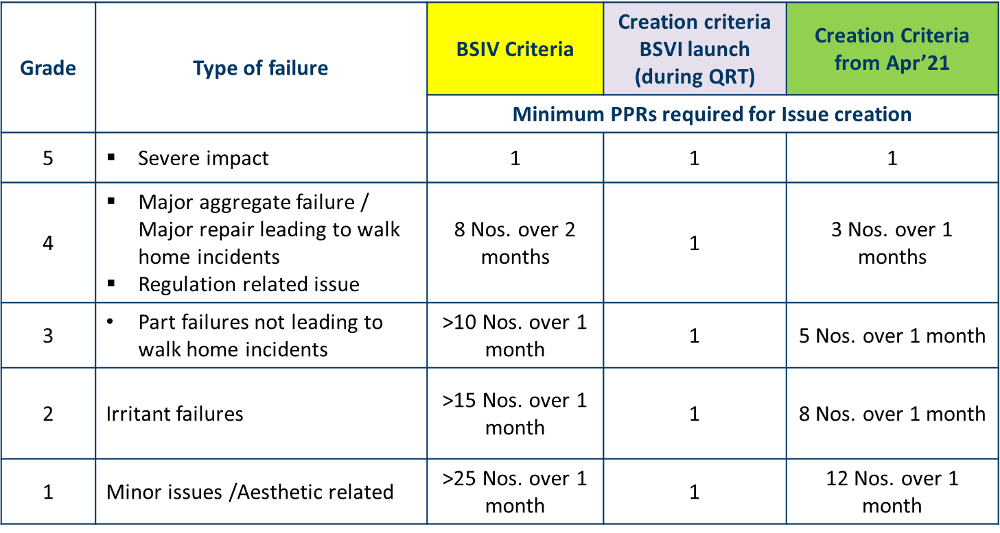 Grade
Type of failure
BSIV Criteria
Creation criteria
BSVI launch
(during QRT)
Creation Criteria
from Apr’21
Minimum PPRs required for Issue creation
5
▪ Severe impact
1
1
1
4
▪ Major aggregate failure /
Major repair leading to walk
home incidents
▪ Regulation related issue
8 Nos. over 2
months
1
3 Nos. over 1
months
3
• Part failures not leading to
walk home incidents
>10 Nos. over 1
month
1
5 Nos. over 1 month
2
Irritant failures
>15 Nos. over 1
month
1
8 Nos. over 1 month
1
Minor issues /Aesthetic related
>25 Nos. over 1
month
1
12 Nos. over 1
month